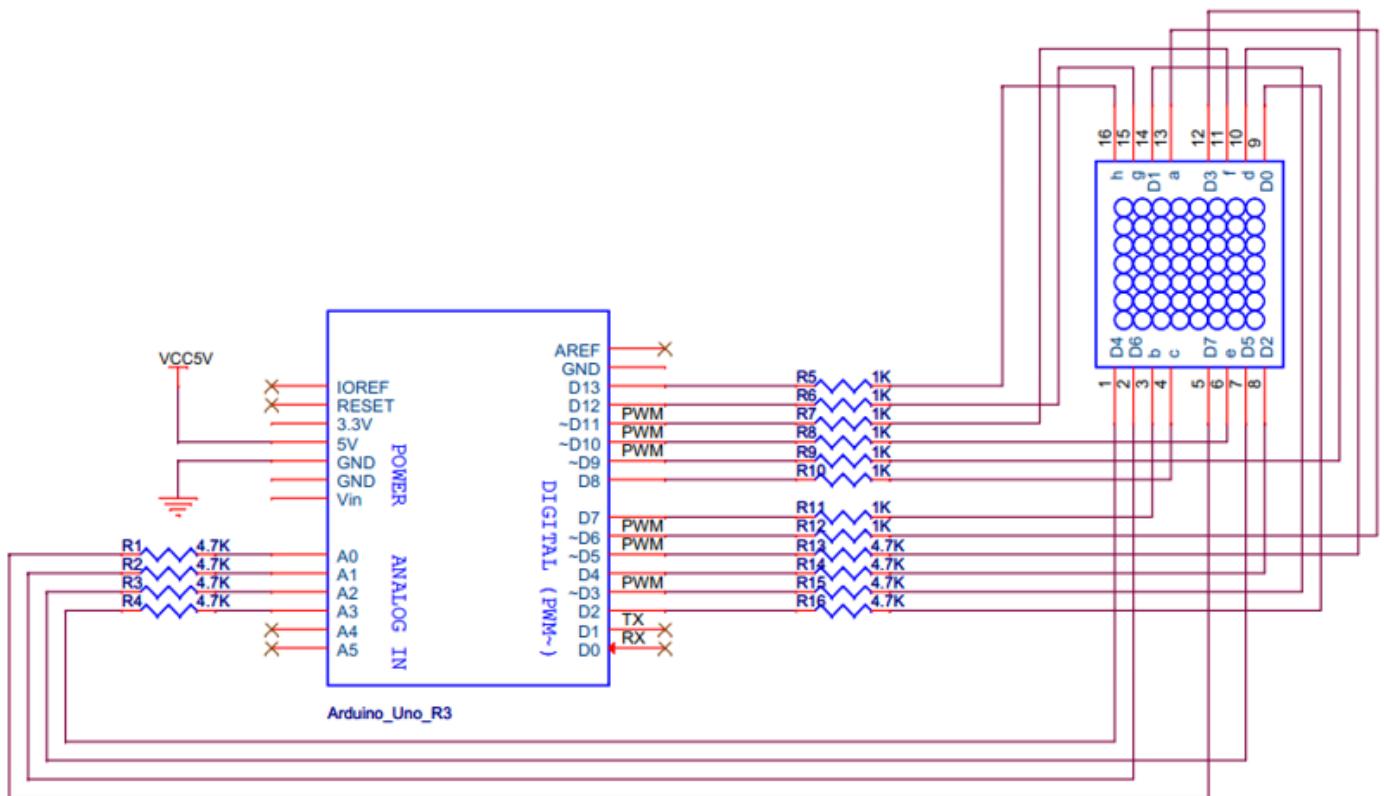 16 15 14 13 12 11 10 9
h g D1 a D3 f d D0
D4 D6 b c D7 e D5 D2
1 2 3 4 5 6 7 8
VCC5V
IOREF
RESET
3.3V
5V
GND
GND
Vin
POWER
R1 4.7K A0
R2 4.7K A1
R3 4.7K A2
R4 4.7K A3
A4
A5
ANALOG IN
AREF
GND
D13 R5 1K
D12 R6 1K
~D11 PWM R7 1K
~D10 PWM R8 1K
~D9 PWM R9 1K
D8 R10 1K
D7 R11 1K
~D6 PWM R12 1K
~D5 PWM R13 4.7K
D4 R14 4.7K
~D3 PWM R15 4.7K
D2 R16 4.7K
D1 TX
D0 RX
DIGITAL (PWM~)
Arduino_Uno_R3